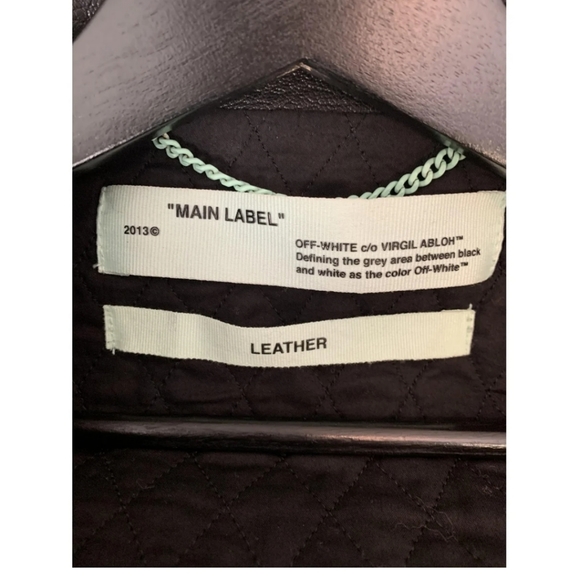 "MAIN LABEL"
2013©
OFF-WHITE c/o VIRGIL ABLOH™
Defining the grey area between black
and white as the color Off-White™
LEATHER